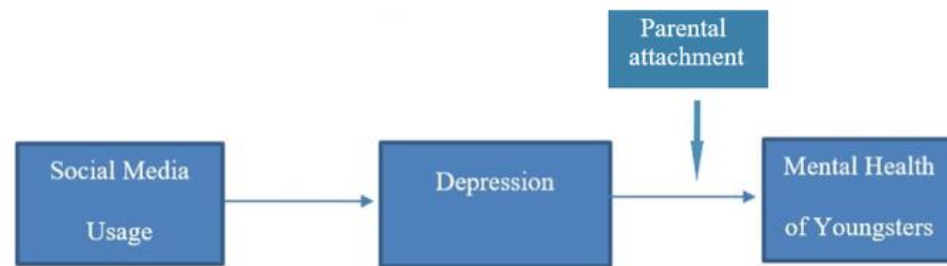 Parental
attachment
Social Media
Usage
Depression
Mental Health
of Youngsters